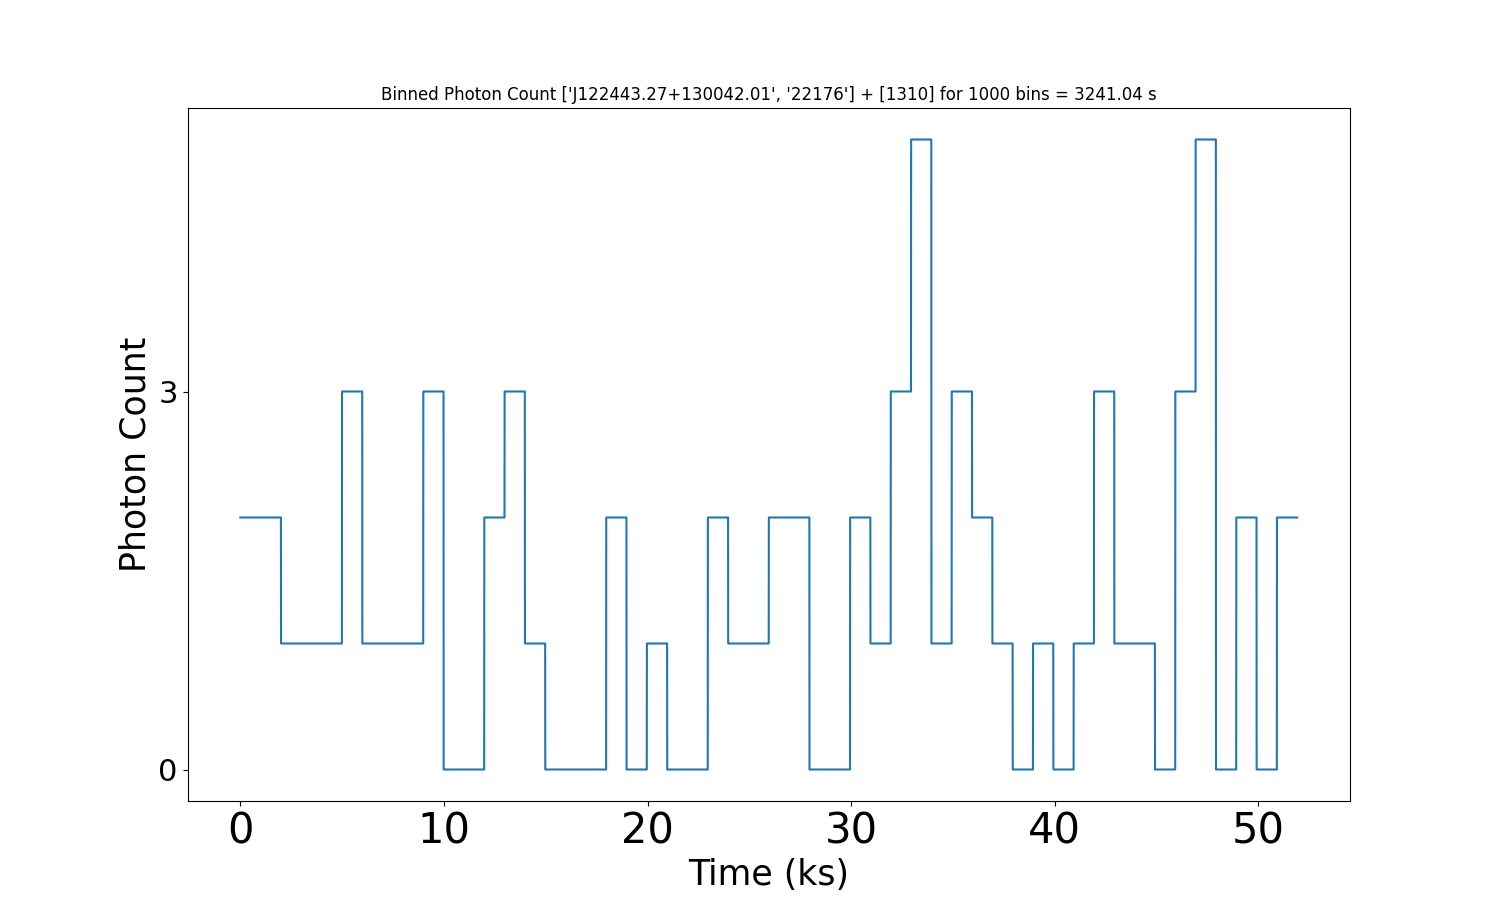 Binned Photon Count ['J122443.27+130042.01', '22176'] + [1310] for 1000 bins = 3241.04 s
Photon Count
3
0
0 10 20 30 40 50
Time (ks)